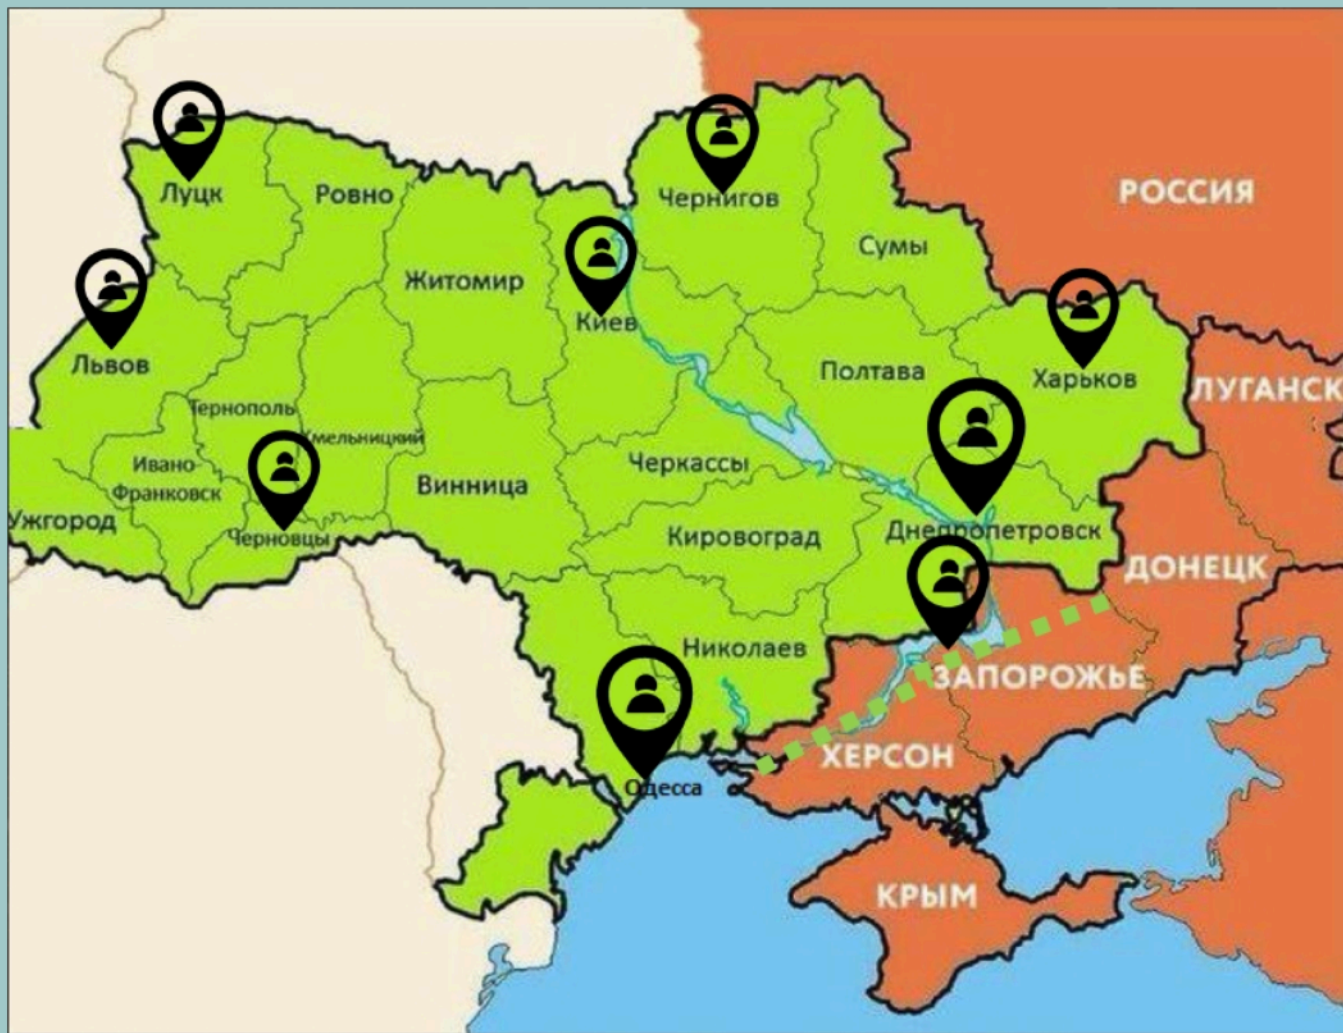 Луцк
Ровно
Чернигов
РОССИЯ
Сумы
Житомир
Киев
Львов
Полтава
Харьков
ЛУГАНСК
Тернополь
Хмельницкий
Ивано-
Франковск
Винница
Черкассы
Ужгород
Черновцы
Кировоград
Днепропетровск
ДОНЕЦК
Николаев
ЗАПОРОЖЬЕ
ХЕРСОН
Одесса
КРЫМ